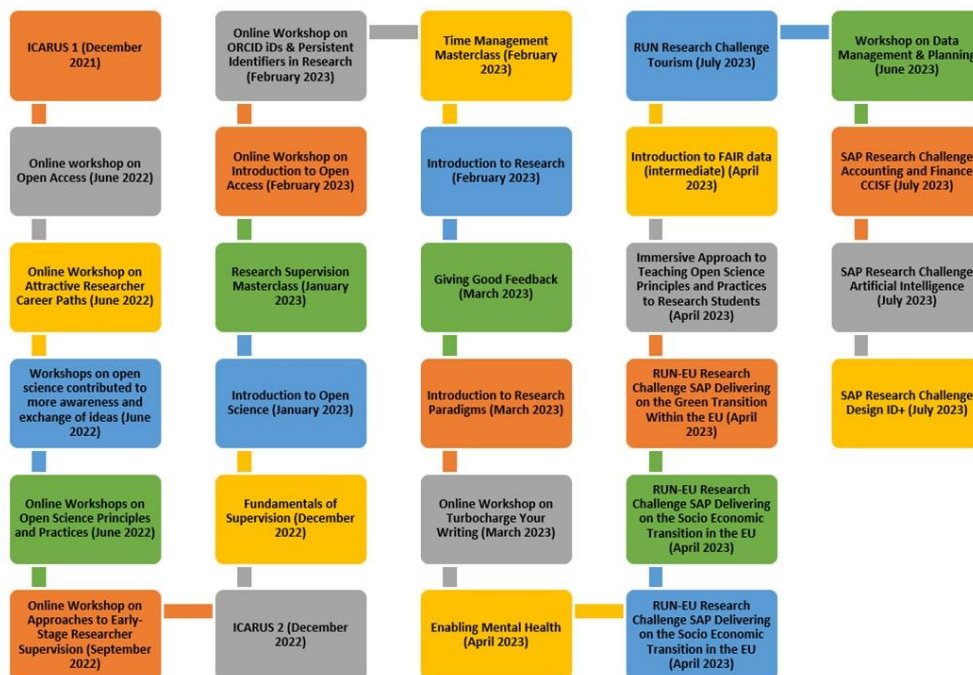 ICARUS 1 (December
2021)
Online workshop on
Open Access (June 2022)
Online Workshop on
Attractive Researcher
Career Paths (June 2022)
Workshops on open
science contributed to
more awareness and
exchange of ideas (June
2022)
Online Workshops on
Open Science Principles
and Practices (June 2022)
Online Workshop on
Approaches to Early-
Stage Researcher
Supervision (September
2022)
ICARUS 2 (December
2022)
Fundamentals of
Supervision (December
2022)
Introduction to Open
Science (January 2023)
Research Supervision
Masterclass (January
2023)
Online Workshop on
Introduction to Open
Access (February 2023)
Online Workshop on
ORCID iDs & Persistent
Identifiers in Research
(February 2023)
Time Management
Masterclass (February
2023)
Introduction to Research
(February 2023)
Giving Good Feedback
(March 2023)
Introduction to Research
Paradigms (March 2023)
Online Workshop on
Turbocharge Your
Writing (March 2023)
Enabling Mental Health
(April 2023)
RUN-EU Research
Challenge SAP Delivering
on the Socio Economic
Transition in the EU
(April 2023)
RUN-EU Research
Challenge SAP Delivering
on the Socio Economic
Transition in the EU
(April 2023)
RUN-EU Research
Challenge SAP Delivering
on the Green Transition
Within the EU (April
2023)
Immersive Approach to
Teaching Open Science
Principles and Practices
to Research Students
(April 2023)
Introduction to FAIR data
(intermediate) (April
2023)
RUN Research Challenge
Tourism (July 2023)
Workshop on Data
Management & Planning
(June 2023)
SAP Research Challenge
Accounting and Finance
CCISF (July 2023)
SAP Research Challenge
Artificial Intelligence
(July 2023)
SAP Research Challenge
Design ID+ (July 2023)